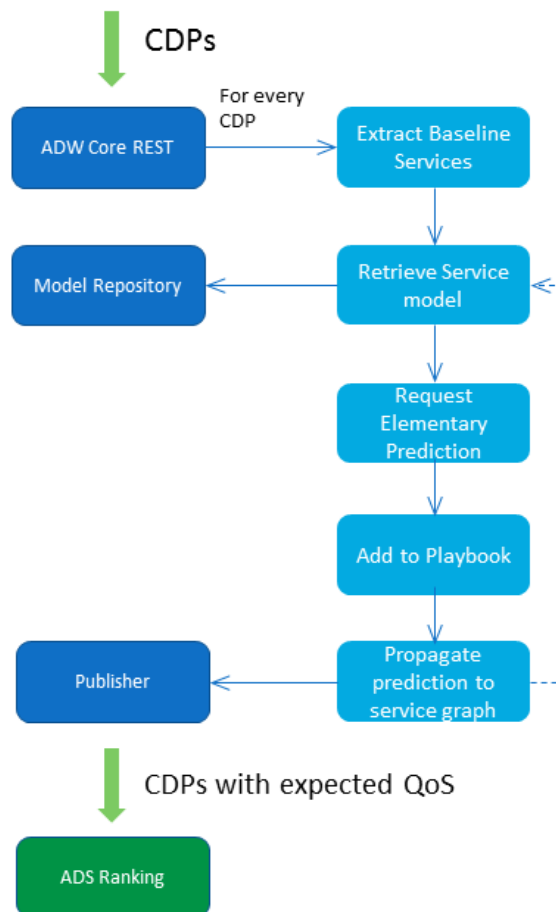 CDPs
For every
CDP
ADW Core REST
Extract Baseline
Services
Model Repository
Retrieve Service
model
Request
Elementary
Prediction
Add to Playbook
Publisher
Propagate
prediction to
service graph
CDPs with expected QoS
ADS Ranking